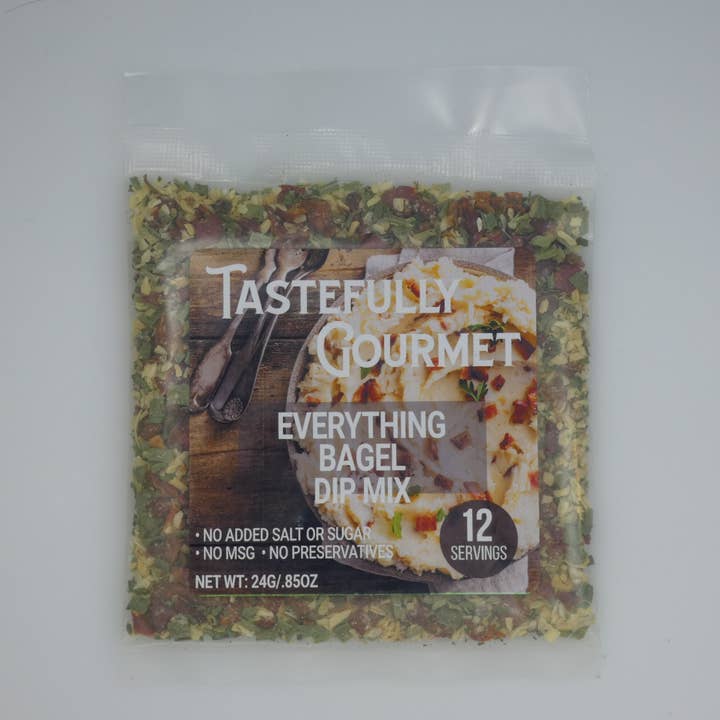 TASTEFULLY
GOURMET
EVERYTHING
BAGEL
DIP MIX
• NO ADDED SALT OR SUGAR
• NO MSG • NO PRESERVATIVES
NET WT: 24G/.85OZ
12
SERVINGS